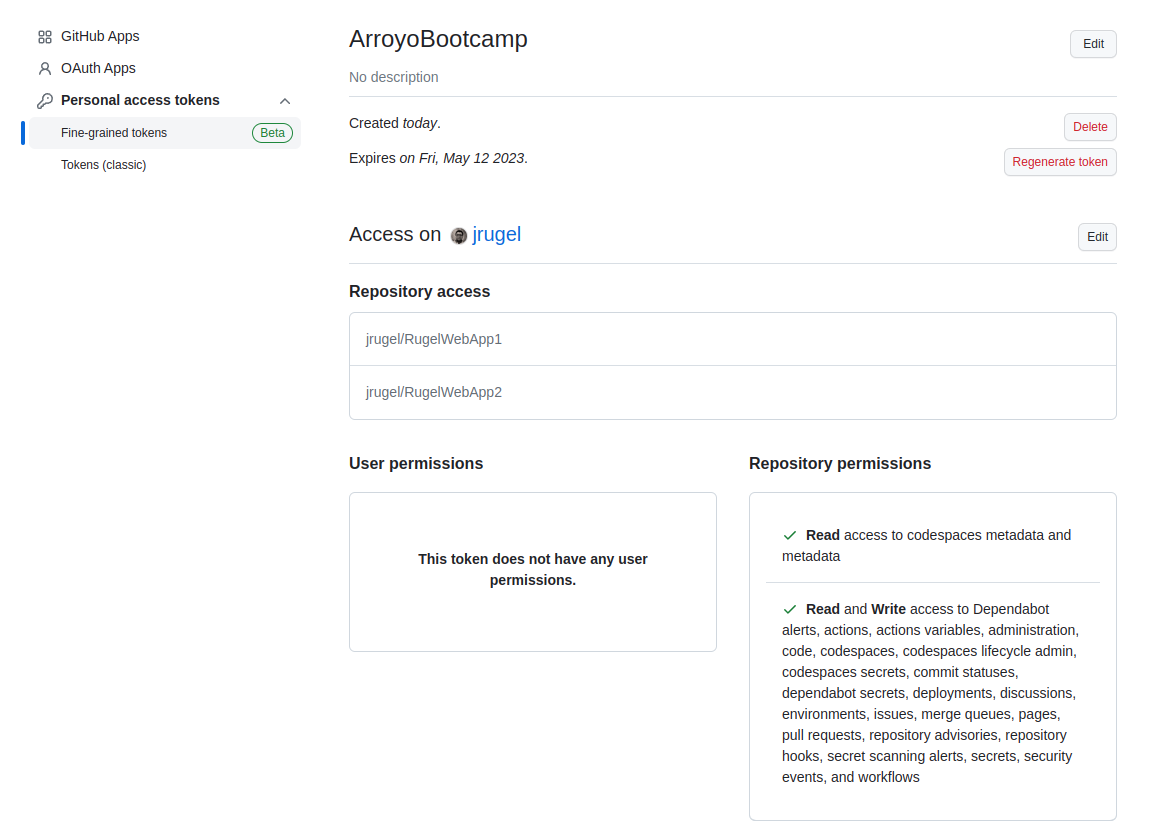 GitHub Apps
OAuth Apps
Personal access tokens
Fine-grained tokens Beta
Tokens (classic)
ArroyoBootcamp
Edit
No description
Created today.
Delete
Expires on Fri, May 12 2023.
Regenerate token
Access on jrugel
Edit
Repository access
jrugel/RugelWebApp1
jrugel/RugelWebApp2
User permissions
This token does not have any user
permissions.
Repository permissions
Read access to codespaces metadata and
metadata
Read and Write access to Dependabot
alerts, actions, actions variables, administration,
code, codespaces, codespaces lifecycle admin,
codespaces secrets, commit statuses,
dependabot secrets, deployments, discussions,
environments, issues, merge queues, pages,
pull requests, repository advisories, repository
hooks, secret scanning alerts, secrets, security
events, and workflows